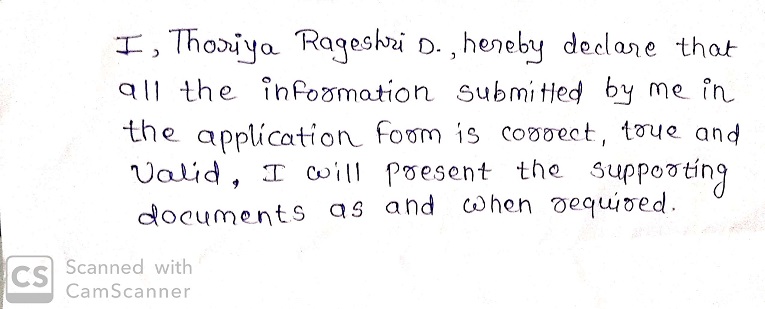 I, Thoriya Rageshri D., hereby declare that
all the information submitted by me in
the application form is correct, true and
Valid, I will present the supporting
documents as and when required.
CS Scanned with
CamScanner